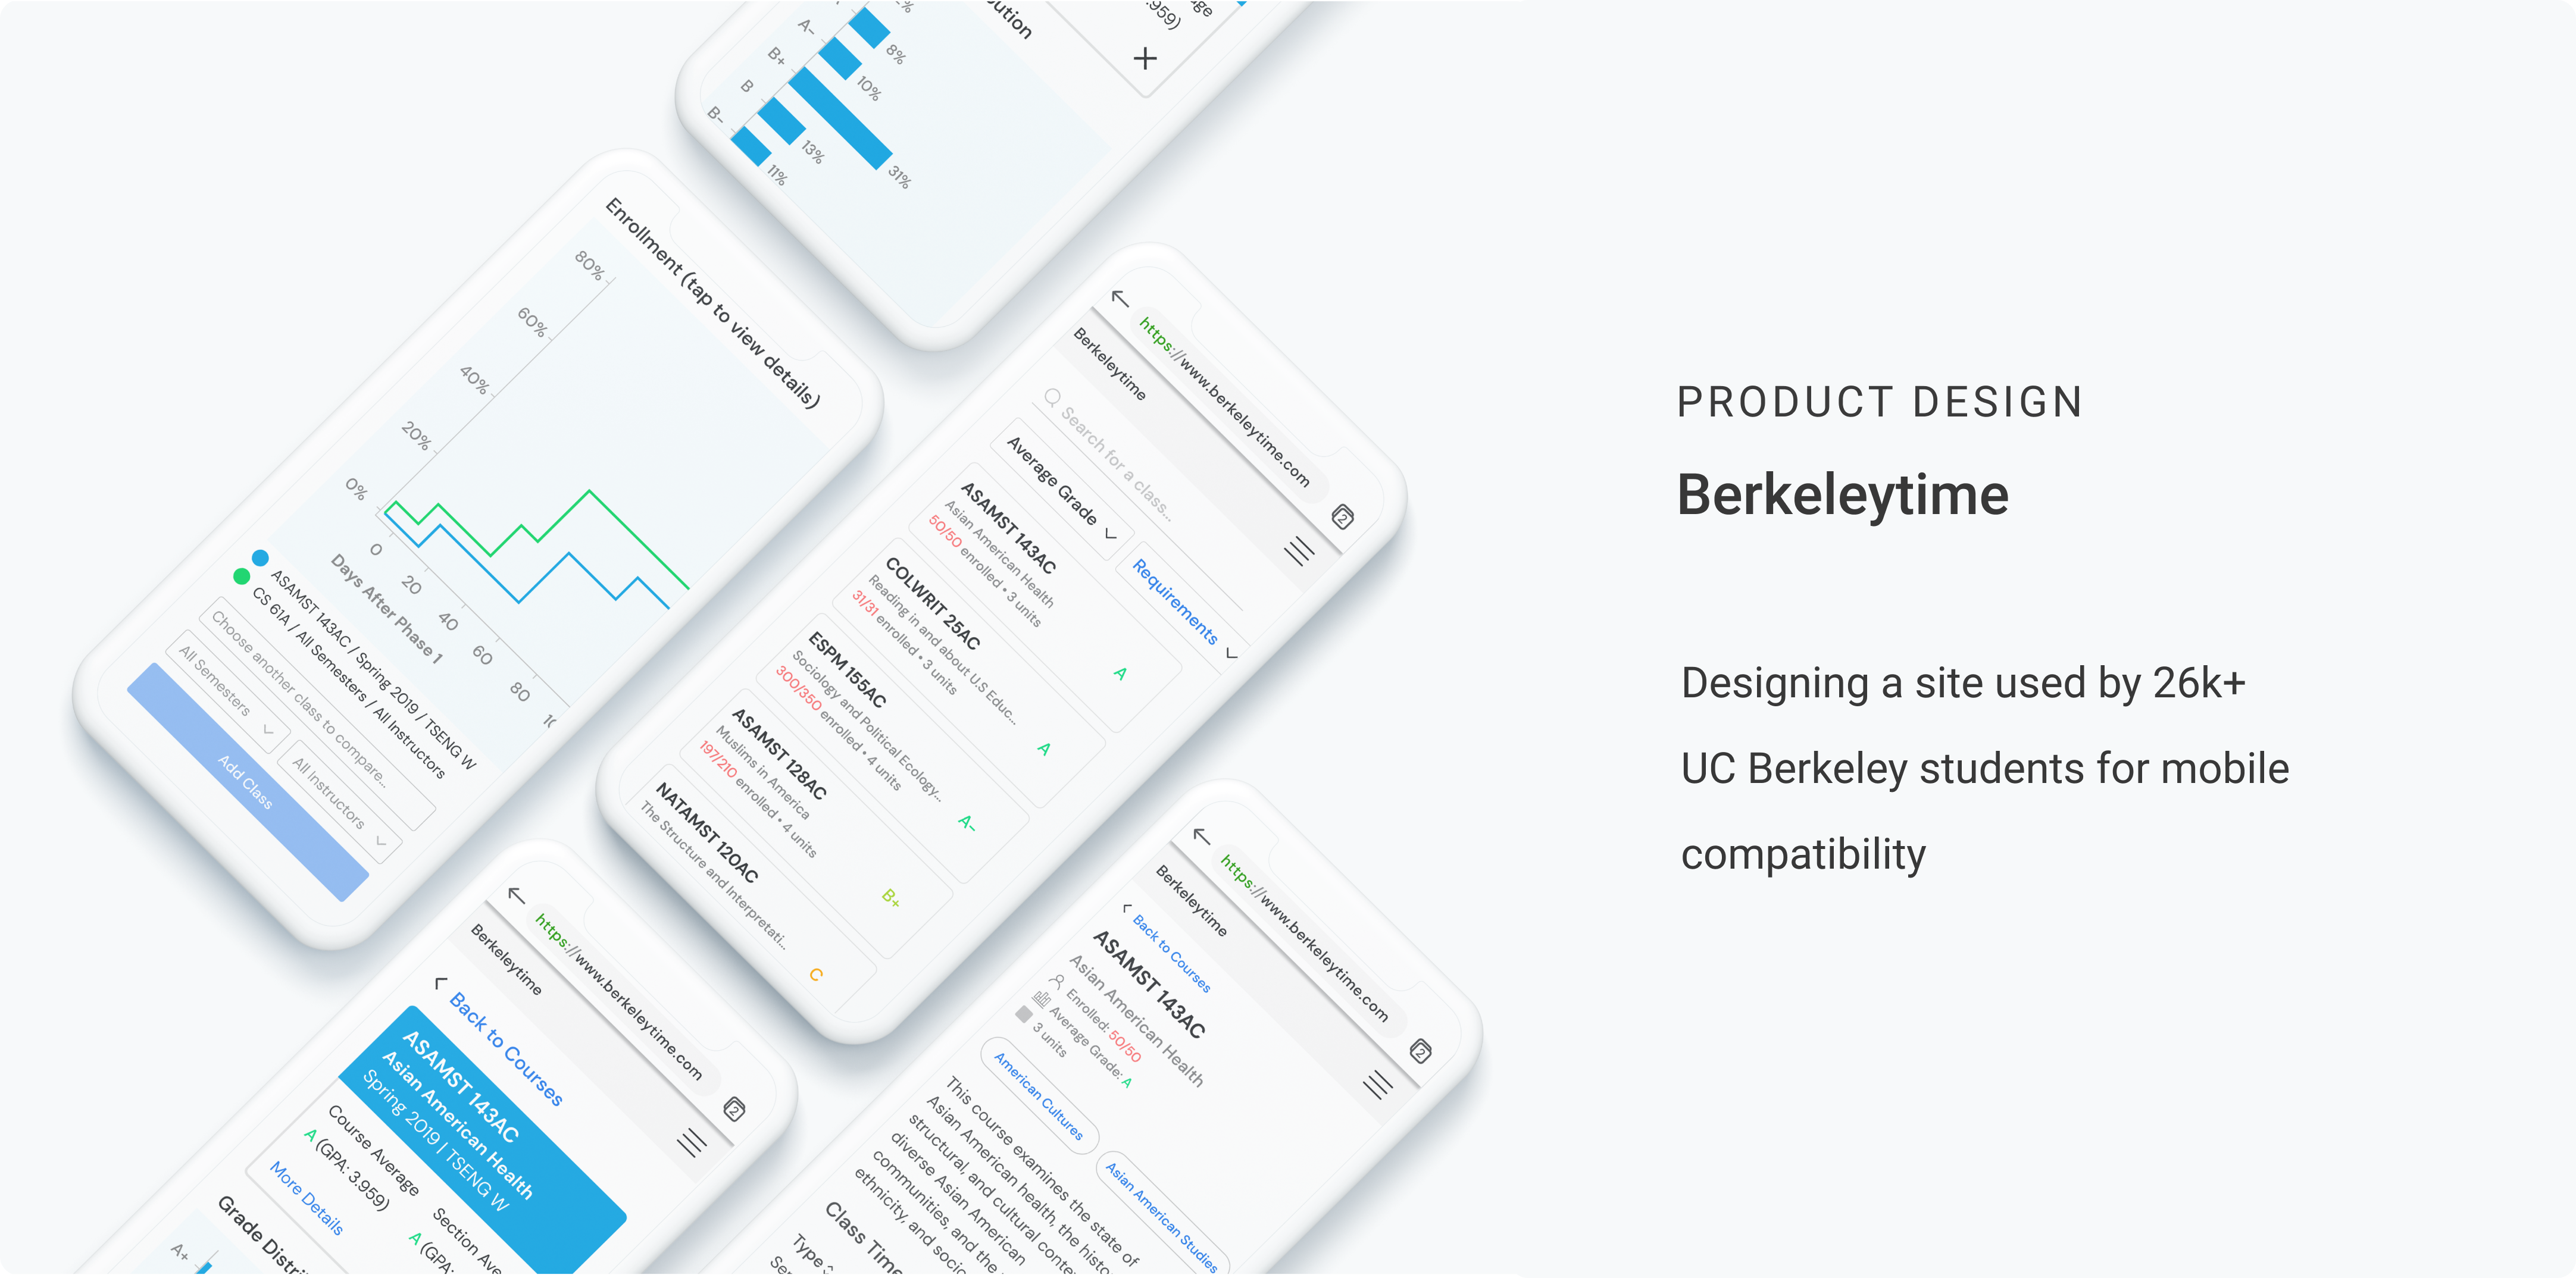 A-
B+
B
B-
8%
10%
31%
13%
11%
Enrollment (tap to view details)
80%
60%
40%
20%
0%
0
20
40
60
80
Days After Phase 1
ASAMST 143AC / Spring 2019 / TSENG W
CS 61A / All Semesters / All Instructors
Choose another class to compare...
All Semesters
All Instructors
Add Class
https://www.berkeleytime.com
2
Berkeleytime
Search for a class...
Average Grade
Requirements
ASAMST 143AC
Asian American Health
50/50 enrolled • 3 units
A
COLWRIT 25AC
Reading in and about U.S Educ...
31/31 enrolled • 3 units
A
ESPM 155AC
Sociology and Political Ecology...
300/350 enrolled • 4 units
A-
ASAMST 128AC
Muslims in America
197/210 enrolled • 4 units
B+
NATAMST 120AC
The Structure and Interpretati...
C
https://www.berkeleytime.com
2
Berkeleytime
Back to Courses
ASAMST 143AC
Asian American Health
Spring 2019 | TSENG W
Course Average
A (GPA: 3.959)
Section Ave
A (GPA:
More Details
Grade Distri
A+
https://www.berkeleytime.com
2
Berkeleytime
Back to Courses
ASAMST 143AC
Asian American Health
Enrolled: 50/50
Average Grade: A
3 units
American Cultures
Asian American Studies
This course examines the state of
Asian American health, the histo
structural, and cultural conte
diverse Asian American
communities, and the
ethnicity, and socio
Class Time
Type
PRODUCT DESIGN
Berkeleytime
Designing a site used by 26k+
UC Berkeley students for mobile
compatibility